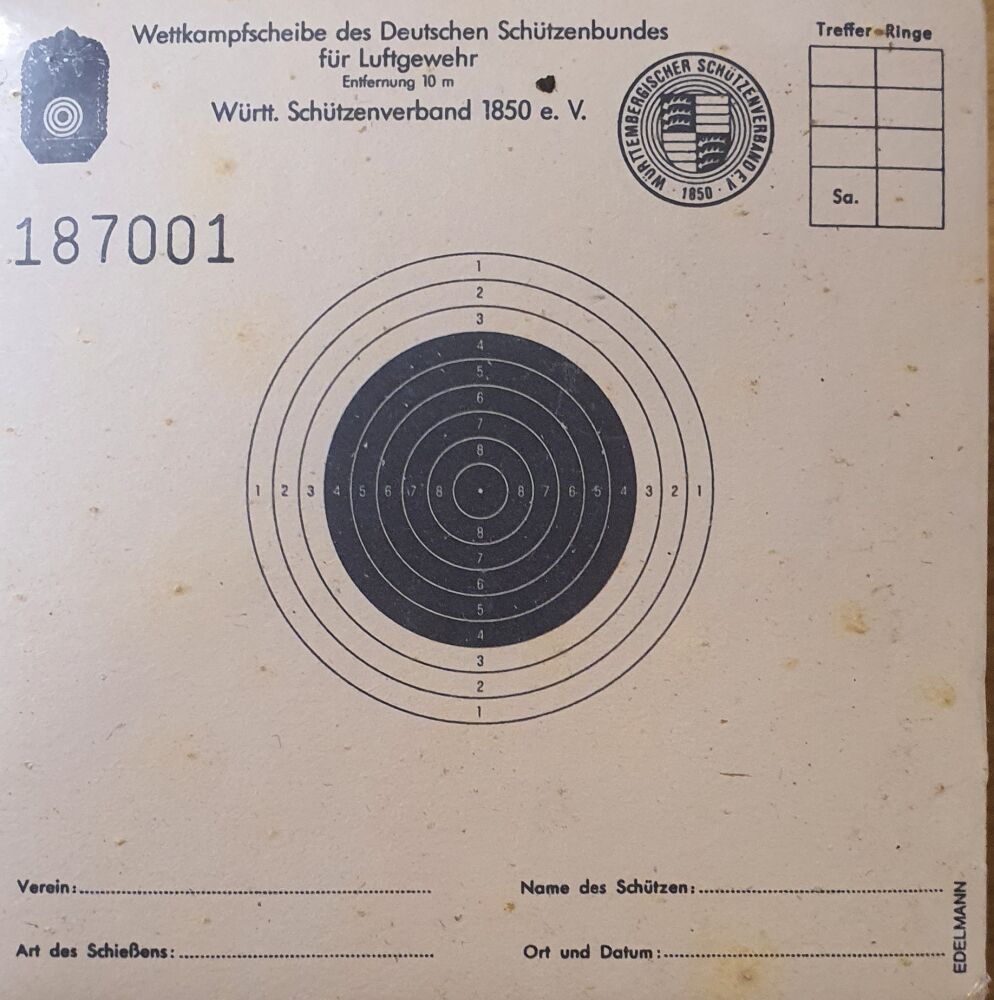 Wettkampfscheibe des Deutschen Schützenbundes
für Luftgewehr
Entfernung 10 m
Württ. Schützenverband 1850 e. V.
WÜRTTEMBERGISCHER SCHÜTZENVERBAND E.V.
· 1850 ·
Treffer Ringe
Sa.
187001
1
2
3
4
5
6
7
8
1 2 3 4 5 6 7 8 8 7 6 5 4 3 2 1
8
7
6
5
4
3
2
1
Verein:
Name des Schützen:
Art des Schießens:
Ort und Datum:
EDELMANN